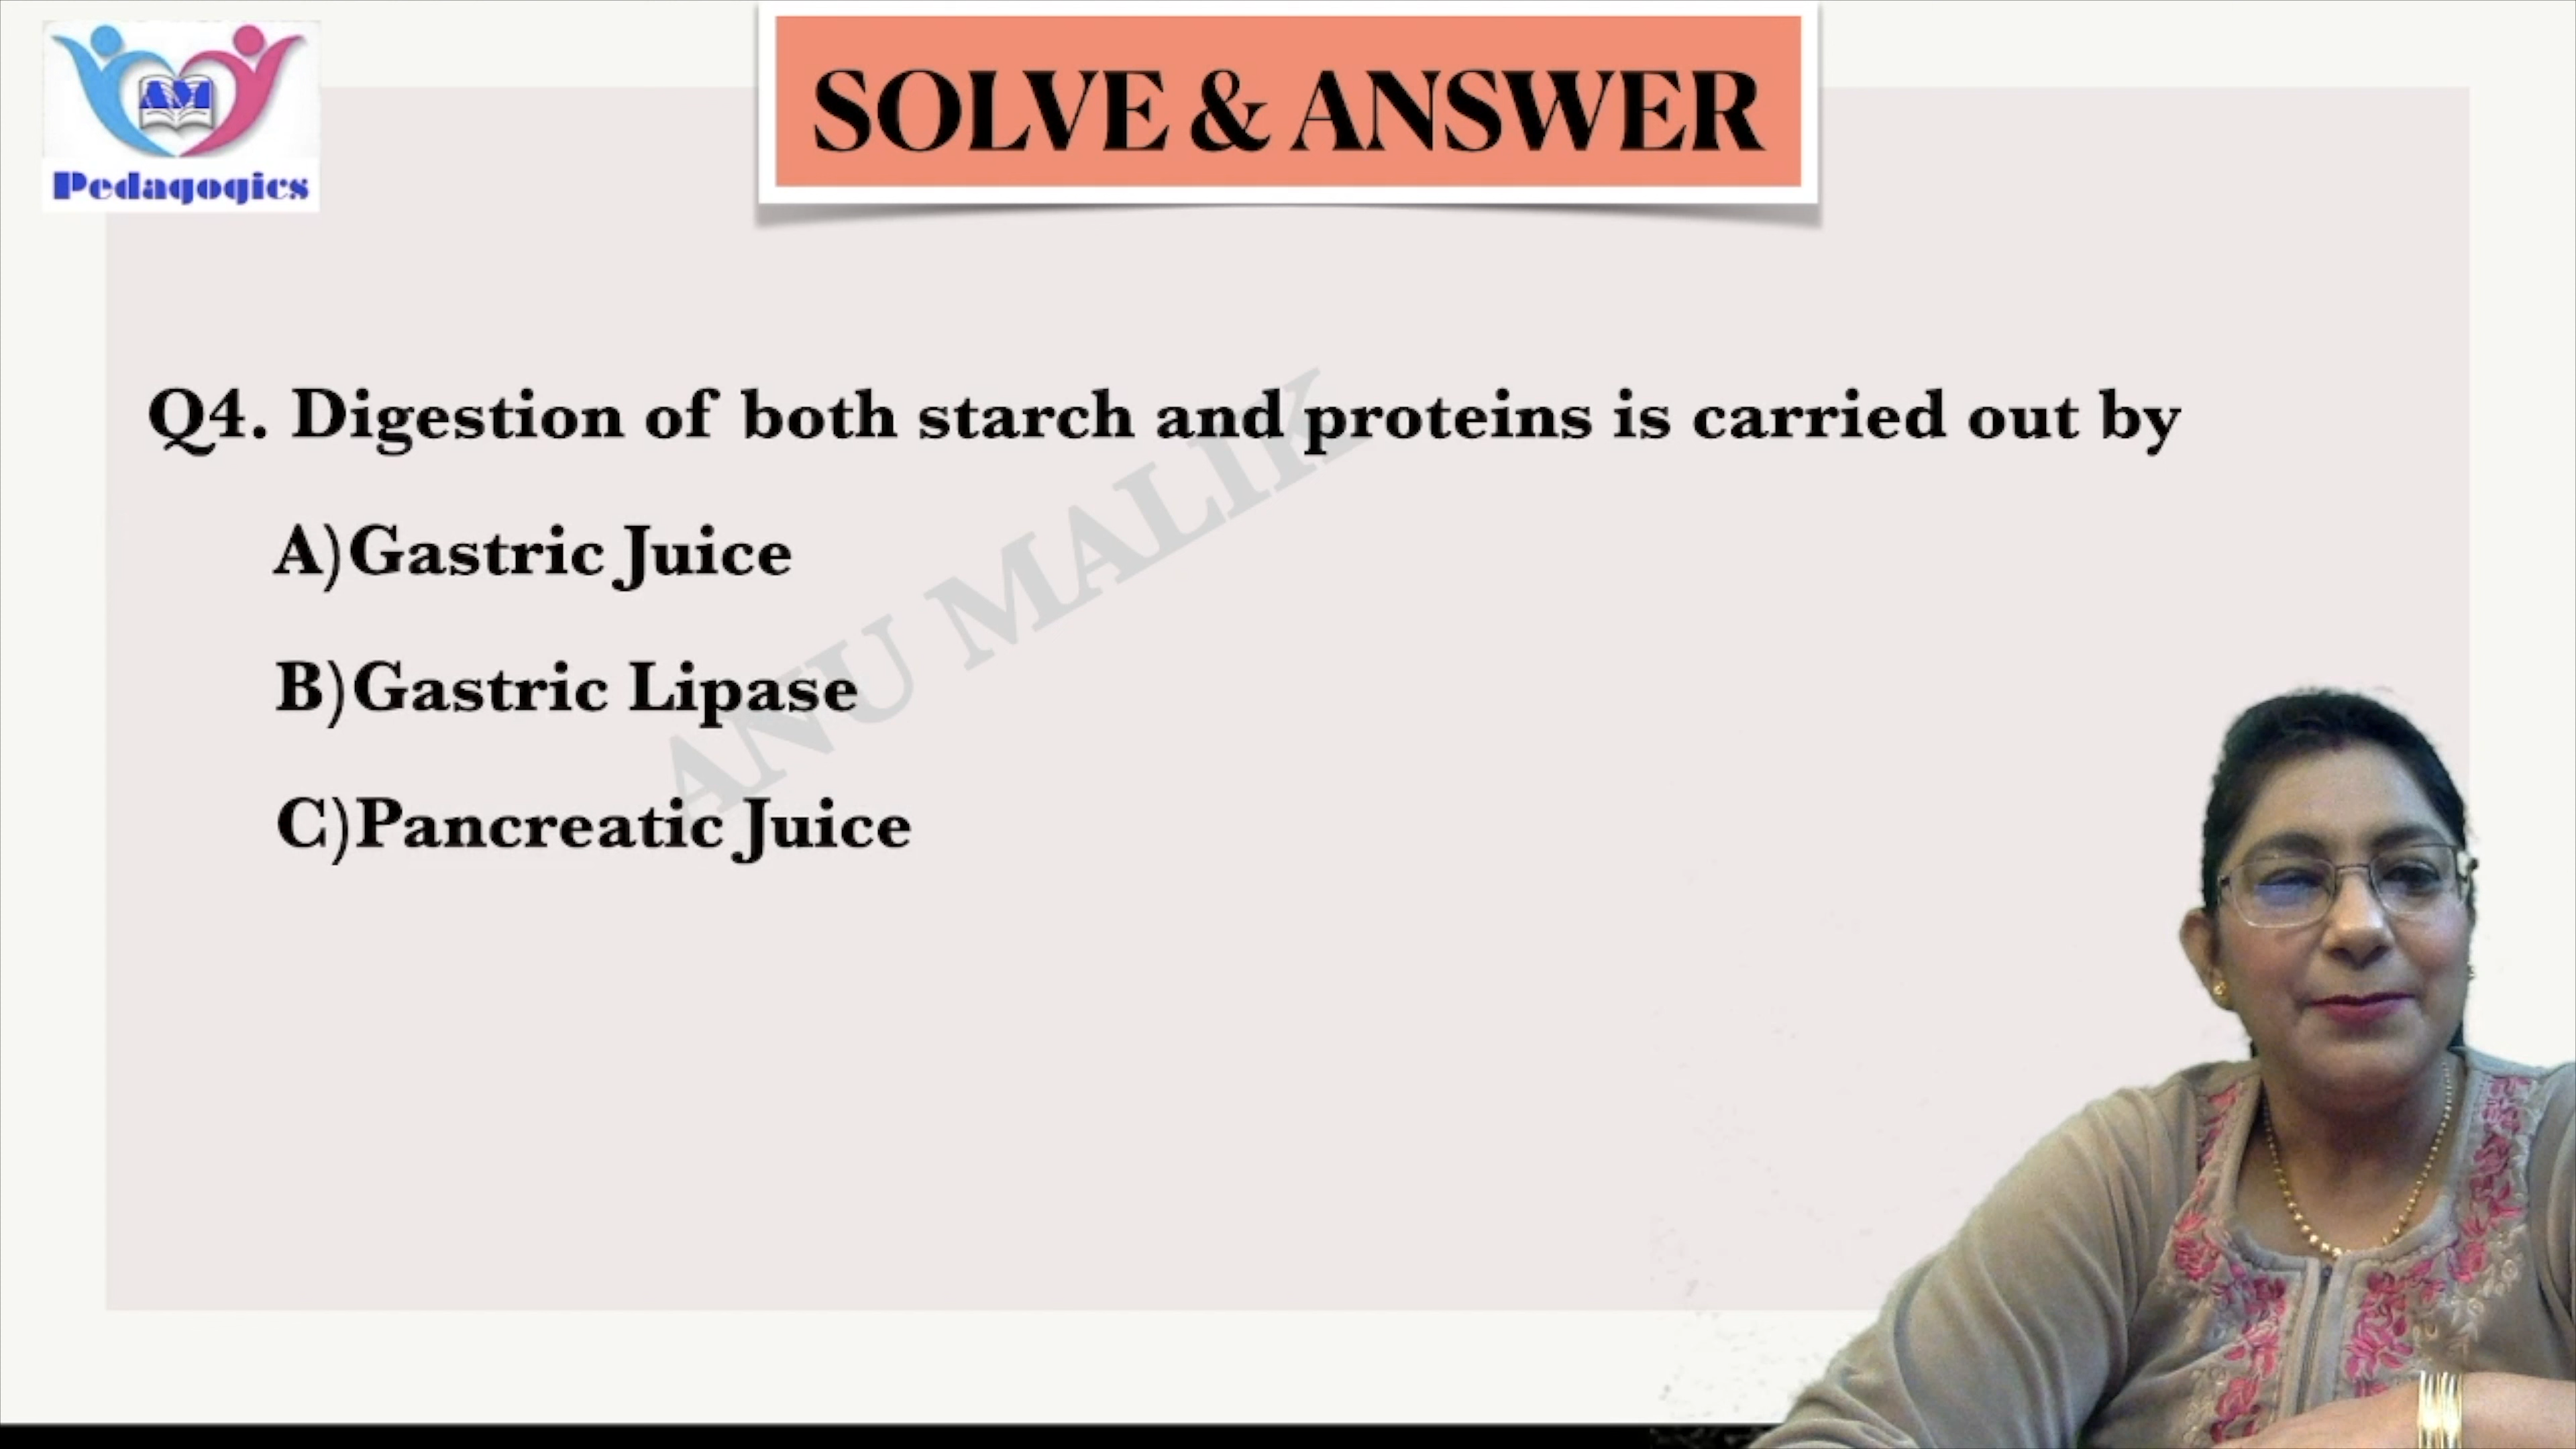 AM
Pedagogics
SOLVE & ANSWER
Q4. Digestion of both starch and proteins is carried out by
A)Gastric Juice
B)Gastric Lipase
C)Pancreatic Juice
ANU MALIK